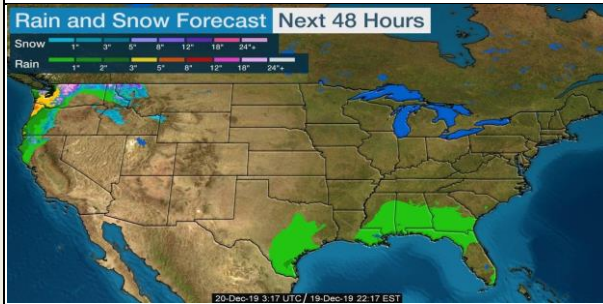 Rain and Snow Forecast Next 48 Hours
Snow
1" 3" 5" 8" 12" 18" 24"+
Rain
1" 2" 3" 5" 8" 12" 18" 24"+
20-Dec-19 3:17 UTC / 19-Dec-19 22:17 EST